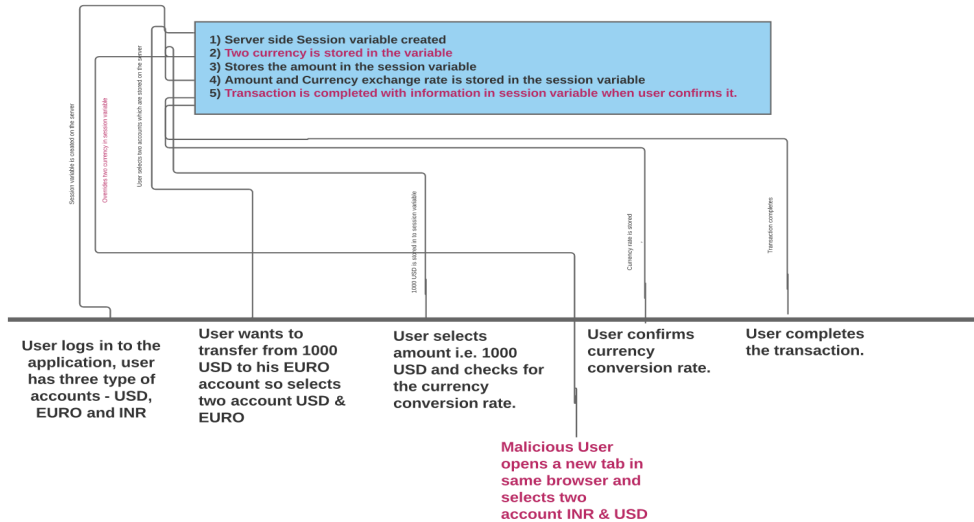 1) Server side Session variable created
2) Two currency is stored in the variable
3) Stores the amount in the session variable
4) Amount and Currency exchange rate is stored in the session variable
5) Transaction is completed with information in session variable when user confirms it.
Session variable is created on the server
Overrides two currency in session variable
User selects two accounts which are stored on the server
1000 USD is stored in to session variable
Currency rate is stored
Transaction completes
User logs in to the
application, user
has three type of
accounts - USD,
EURO and INR
User wants to
transfer from 1000
USD to his EURO
account so selects
two account USD &
EURO
User selects
amount i.e. 1000
USD and checks for
the currency
conversion rate.
User confirms
currency
conversion rate.
User completes
the transaction.
Malicious User
opens a new tab in
same browser and
selects two
account INR & USD